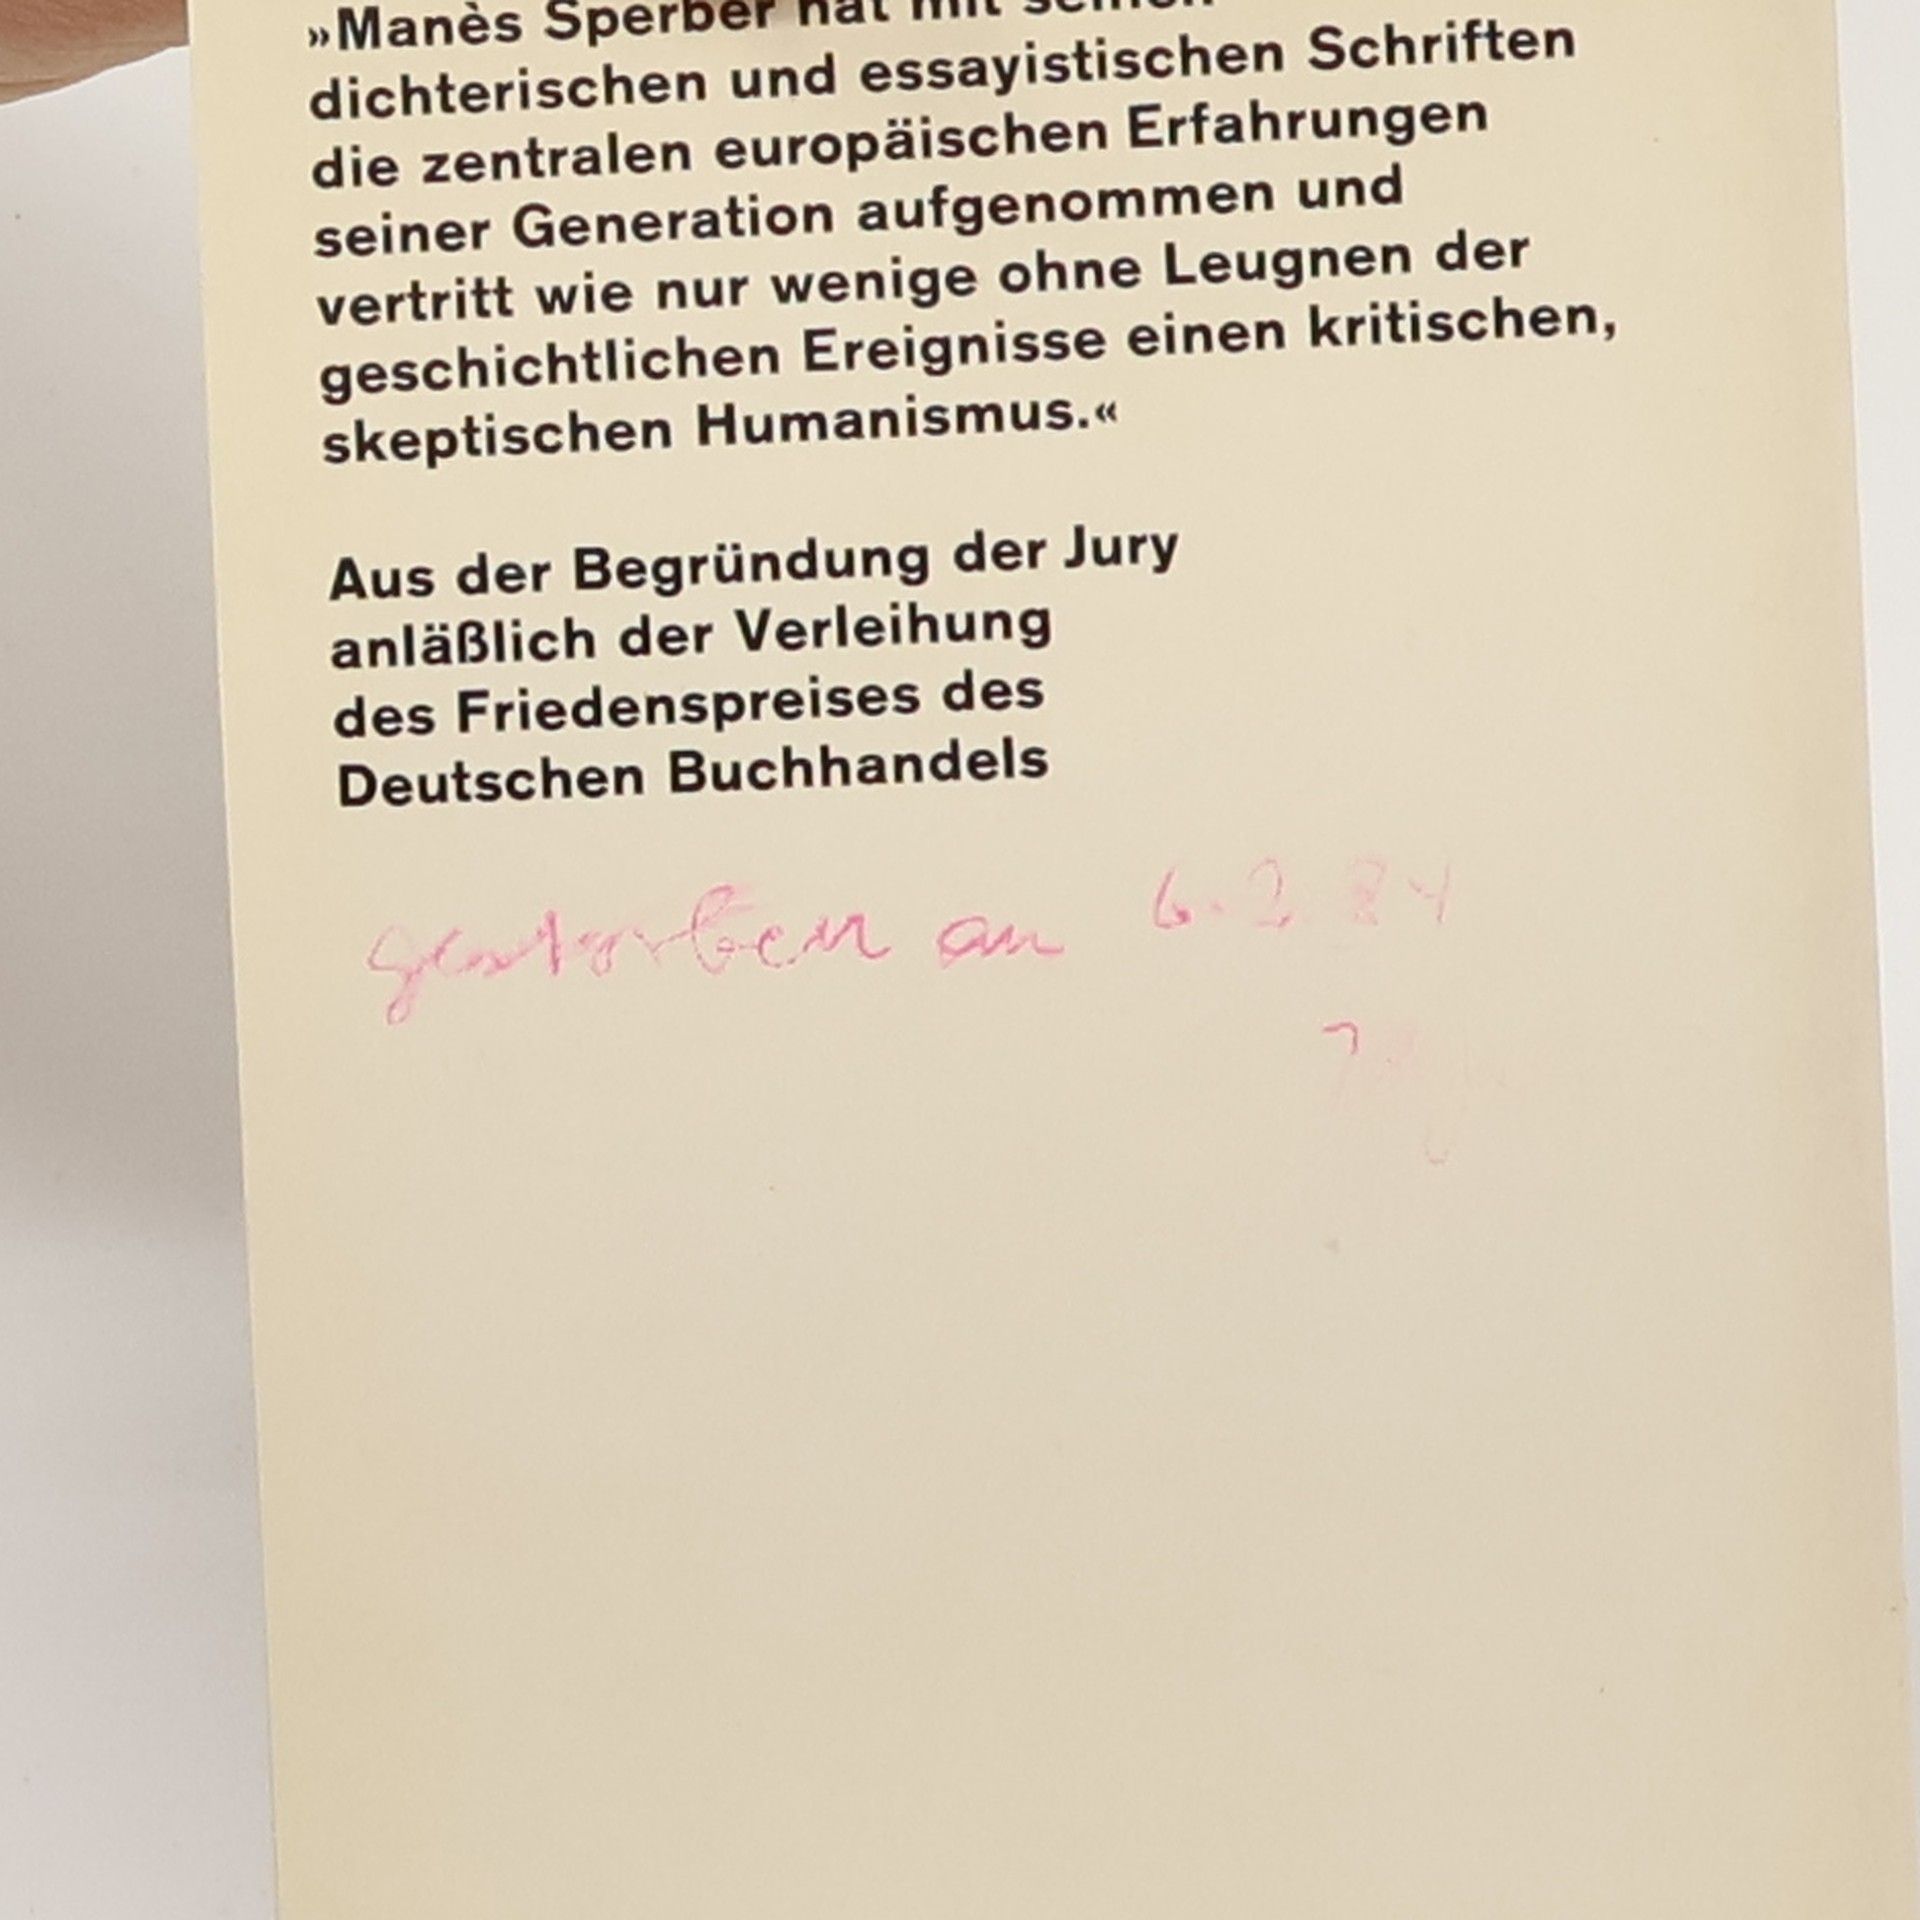 »Manès Sperber hat mit seinen
dichterischen und essayistischen Schriften
die zentralen europäischen Erfahrungen
seiner Generation aufgenommen und
vertritt wie nur wenige ohne Leugnen der
geschichtlichen Ereignisse einen kritischen,
skeptischen Humanismus.«
Aus der Begründung der Jury
anläßlich der Verleihung
des Friedenspreises des
Deutschen Buchhandels
gestorben am 6.2.84